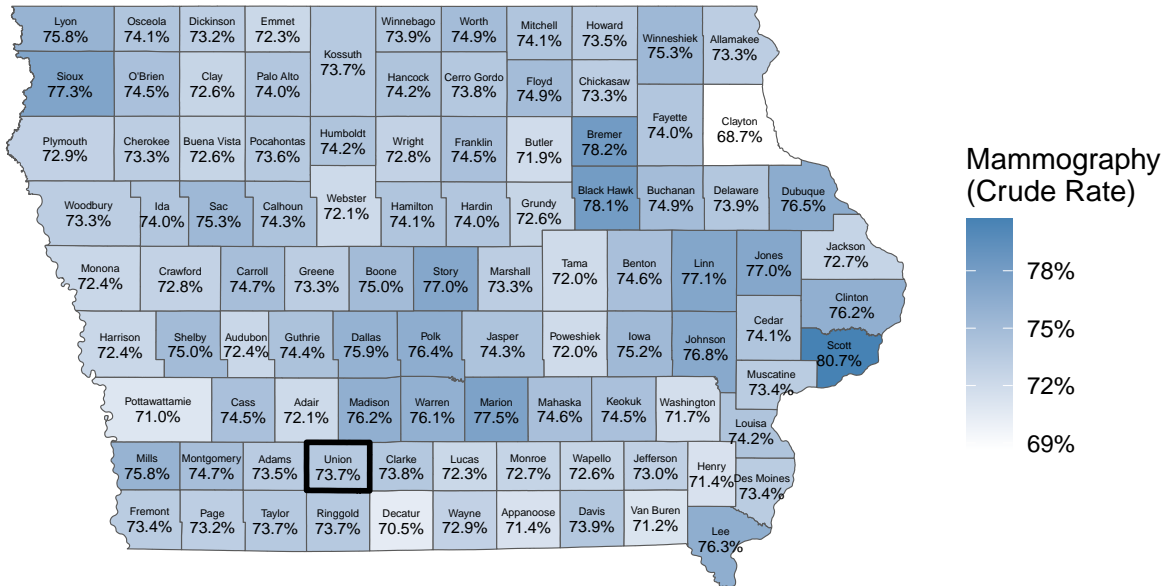 Lyon
75.8%
Osceola
74.1%
Dickinson
73.2%
Emmet
72.3%
Kossuth
73.7%
Winnebago
73.9%
Worth
74.9%
Mitchell
74.1%
Howard
73.5%
Winneshiek
75.3%
Allamakee
73.3%
Sioux
77.3%
O'Brien
74.5%
Clay
72.6%
Palo Alto
74.0%
Hancock
74.2%
Cerro Gordo
73.8%
Floyd
74.9%
Chickasaw
73.3%
Fayette
74.0%
Clayton
68.7%
Plymouth
72.9%
Cherokee
73.3%
Buena Vista
72.6%
Pocahontas
73.6%
Humboldt
74.2%
Wright
72.8%
Franklin
74.5%
Butler
71.9%
Bremer
78.2%
Woodbury
73.3%
Ida
74.0%
Sac
75.3%
Calhoun
74.3%
Webster
72.1%
Hamilton
74.1%
Hardin
74.0%
Grundy
72.6%
Black Hawk
78.1%
Buchanan
74.9%
Delaware
73.9%
Dubuque
76.5%
Monona
72.4%
Crawford
72.8%
Carroll
74.7%
Greene
73.3%
Boone
75.0%
Story
77.0%
Marshall
73.3%
Tama
72.0%
Benton
74.6%
Linn
77.1%
Jones
77.0%
Jackson
72.7%
Clinton
76.2%
Harrison
72.4%
Shelby
75.0%
Audubon
72.4%
Guthrie
74.4%
Dallas
75.9%
Polk
76.4%
Jasper
74.3%
Poweshiek
72.0%
Iowa
75.2%
Johnson
76.8%
Cedar
74.1%
Scott
80.7%
Muscatine
73.4%
Pottawattamie
71.0%
Cass
74.5%
Adair
72.1%
Madison
76.2%
Warren
76.1%
Marion
77.5%
Mahaska
74.6%
Keokuk
74.5%
Washington
71.7%
Louisa
74.2%
Mills
75.8%
Montgomery
74.7%
Adams
73.5%
Union
73.7%
Clarke
73.8%
Lucas
72.3%
Monroe
72.7%
Wapello
72.6%
Jefferson
73.0%
Henry
71.4%
Des Moines
73.4%
Fremont
73.4%
Page
73.2%
Taylor
73.7%
Ringgold
73.7%
Decatur
70.5%
Wayne
72.9%
Appanoose
71.4%
Davis
73.9%
Van Buren
71.2%
Lee
76.3%
Mammography
(Crude Rate)
78%
75%
72%
69%